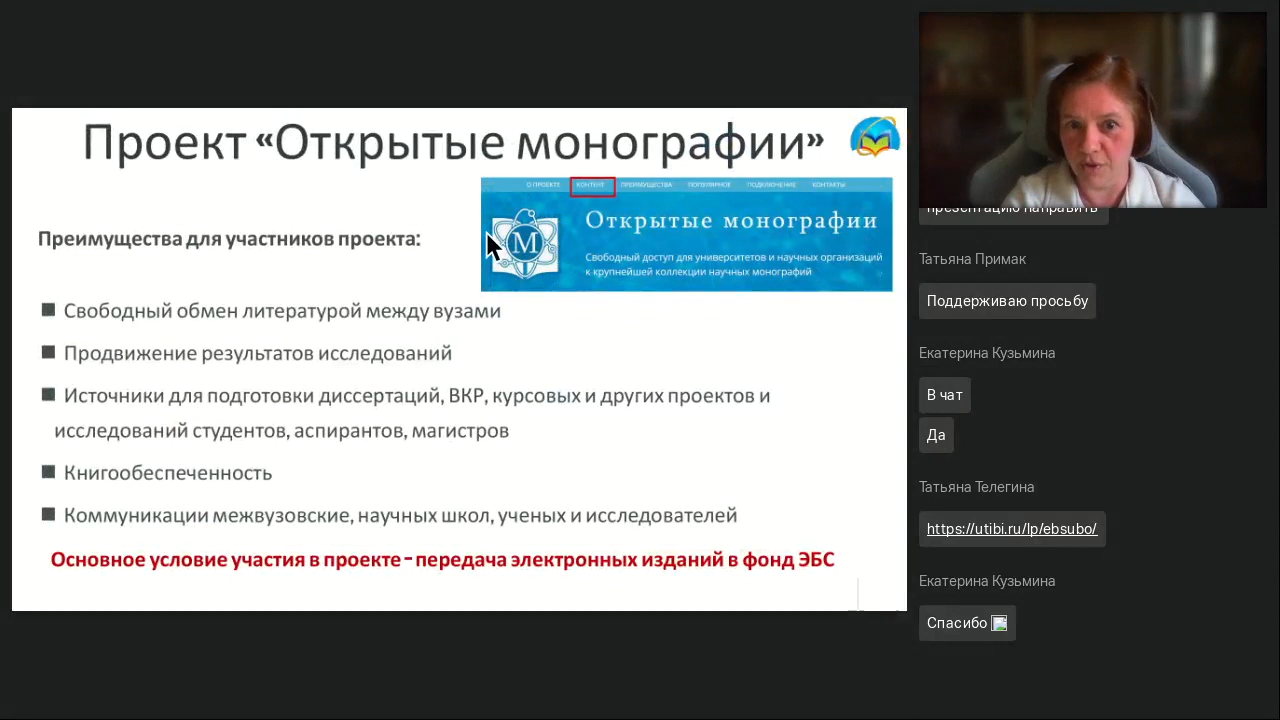 Проект «Открытые монографии»
О ПРОЕКТЕ КОНТЕНТ ПРЕИМУЩЕСТВА ПОПУЛЯРНОЕ ПОДКЛЮЧЕНИЕ КОНТАКТЫ
М
Открытые монографии
Свободный доступ для университетов и научных организаций
к крупнейшей коллекции научных монографий
Преимущества для участников проекта:
Свободный обмен литературой между вузами
Продвижение результатов исследований
Источники для подготовки диссертаций, ВКР, курсовых и других проектов и
исследований студентов, аспирантов, магистров
Книгообеспеченность
Коммуникации межвузовские, научных школ, ученых и исследователей
Основное условие участия в проекте – передача электронных изданий в фонд ЭБС
презентацию направить
Татьяна Примак
Поддерживаю просьбу
Екатерина Кузьмина
В чат
Да
Татьяна Телегина
https://utibi.ru/lp/ebsubo/
Екатерина Кузьмина
Спасибо